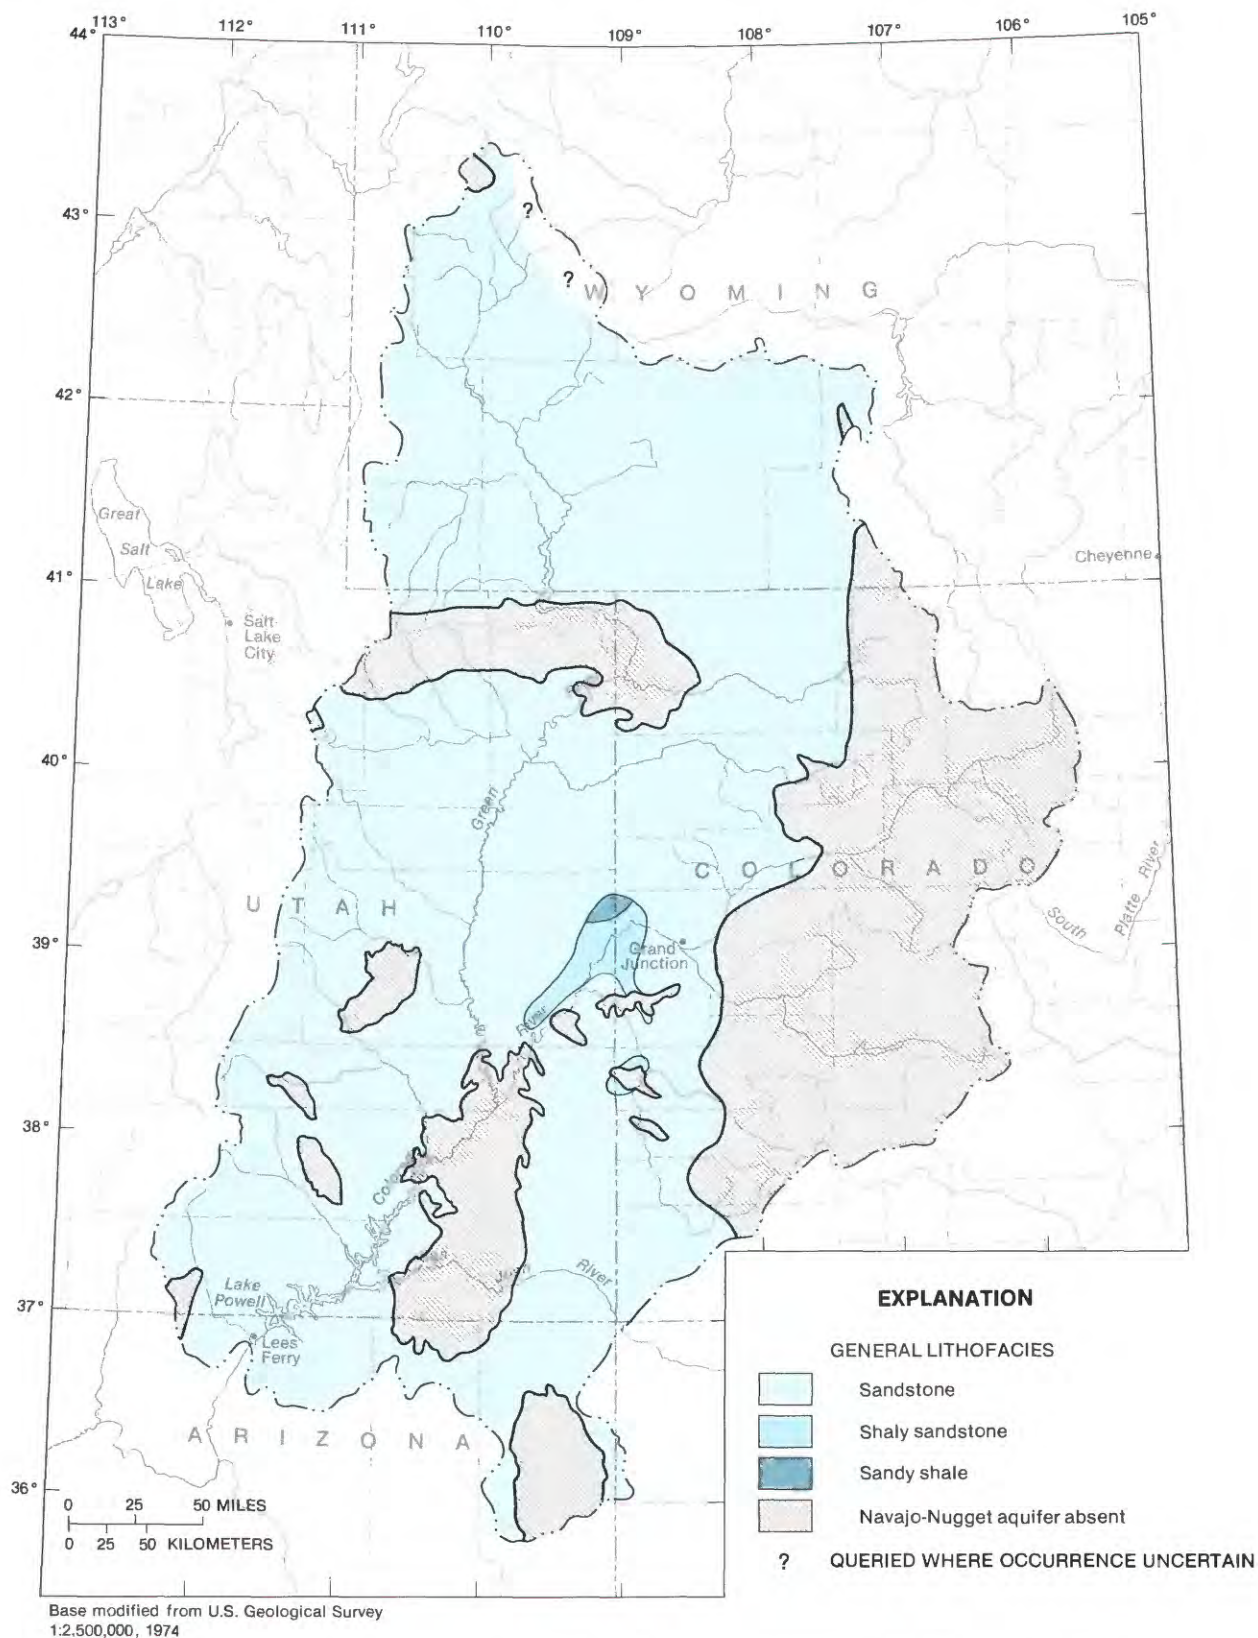 113° 112° 111° 110° 109° 108° 107° 106° 105°
44°
43°
?
?
WYOMING
42°
Great
Salt
Lake
Cheyenne
41°
Salt
Lake
City
40°
Green
COLORADO
UTAH
South Platte River
39°
Grand
Junction
River
38°
Lake
Powell
River
37°
Lees
Ferry
ARIZONA
36°
0 25 50 MILES
0 25 50 KILOMETERS
EXPLANATION
GENERAL LITHOFACIES
Sandstone
Shaly sandstone
Sandy shale
Navajo-Nugget aquifer absent
? QUERIED WHERE OCCURRENCE UNCERTAIN
Base modified from U.S. Geological Survey
1:2,500,000, 1974